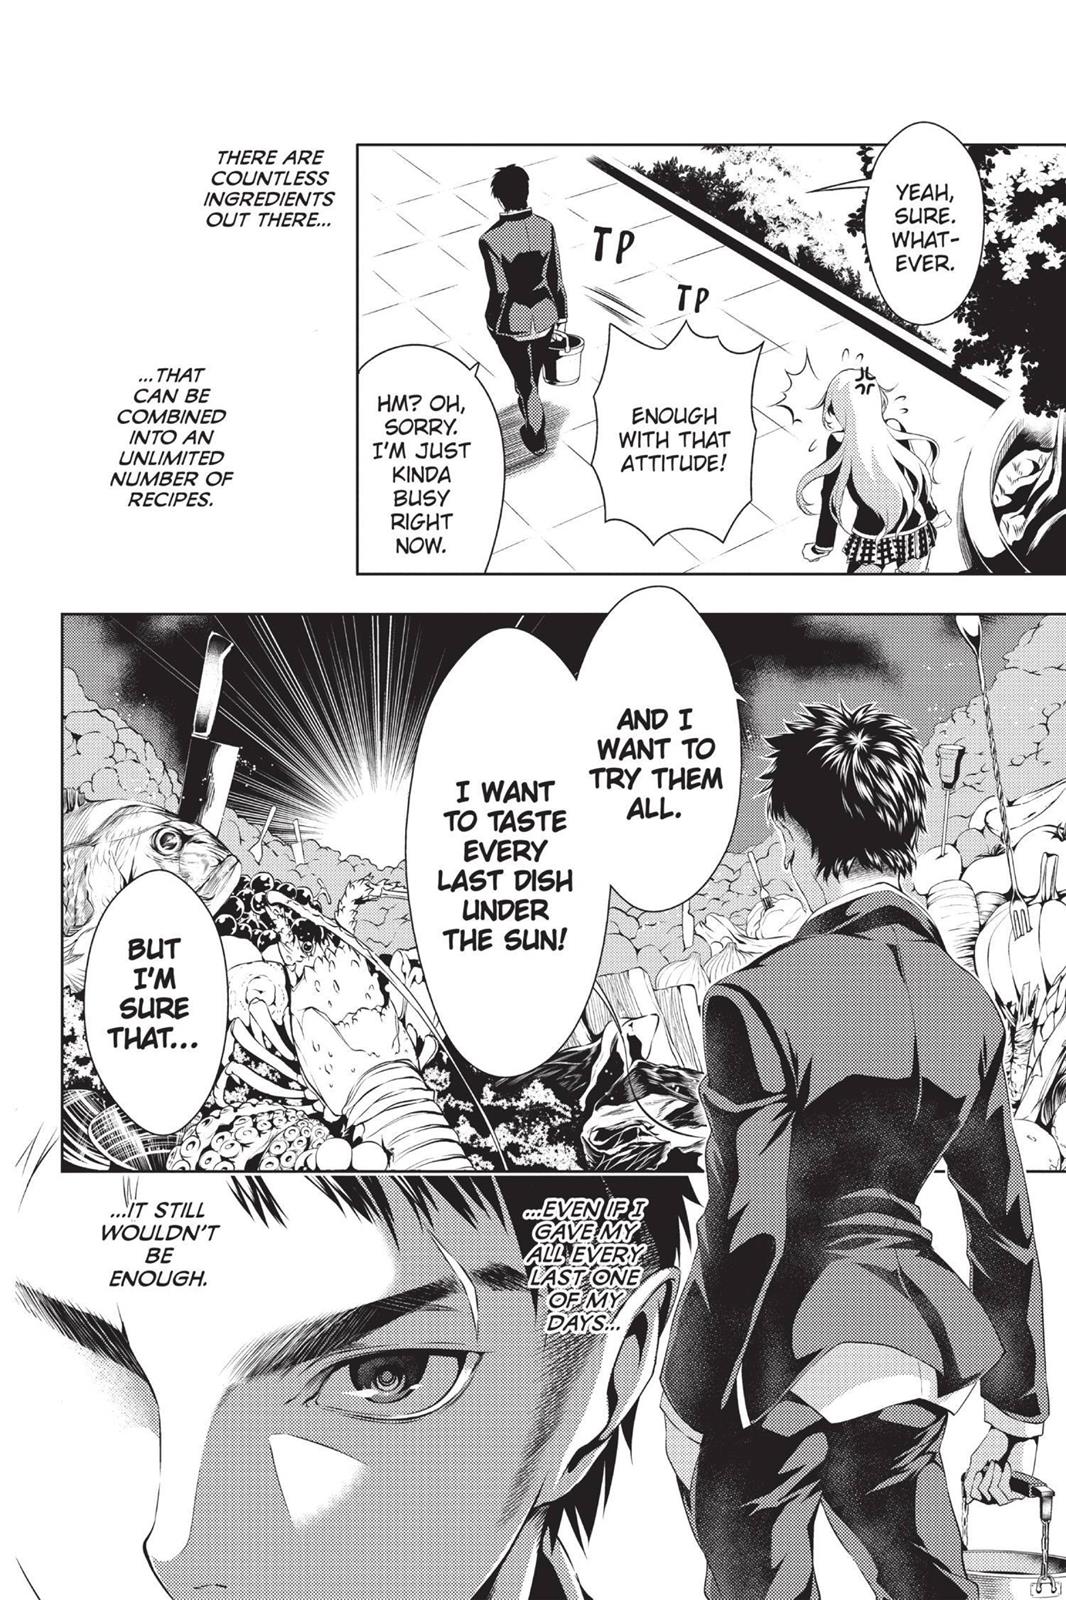 YEAH,
SURE.
WHAT-
EVER.
TP
TP
ENOUGH
WITH THAT
ATTITUDE!
HM? OH,
SORRY.
I'M JUST
KINDA
BUSY
RIGHT
NOW.
THERE ARE
COUNTLESS
INGREDIENTS
OUT THERE...
...THAT
CAN BE
COMBINED
INTO AN
UNLIMITED
NUMBER OF
RECIPES.
AND I
WANT TO
TRY THEM
ALL.
I WANT
TO TASTE
EVERY
LAST DISH
UNDER
THE SUN!
BUT
I'M
SURE
THAT...
...EVEN IF I
GAVE MY
ALL EVERY
LAST ONE
OF MY
DAYS...
...IT STILL
WOULDN'T
BE
ENOUGH.